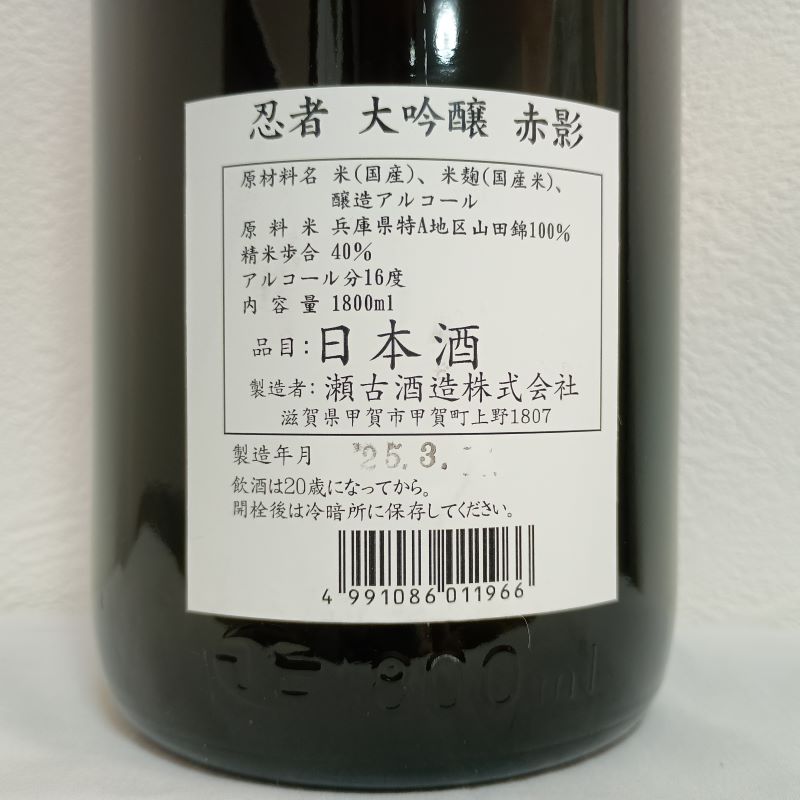 忍者 大吟醸 赤影
原材料名 米(国産)、米麹(国産米)、
醸造アルコール
原料米 兵庫県特A地区山田錦100%
精米歩合 40%
アルコール分16度
内容量 1800ml
品目:日本酒
製造者:瀬古酒造株式会社
滋賀県甲賀市甲賀町上野1807
製造年月 '25.3.
飲酒は20歳になってから。
開栓後は冷暗所に保存してください。
4 991086 011966
800ml